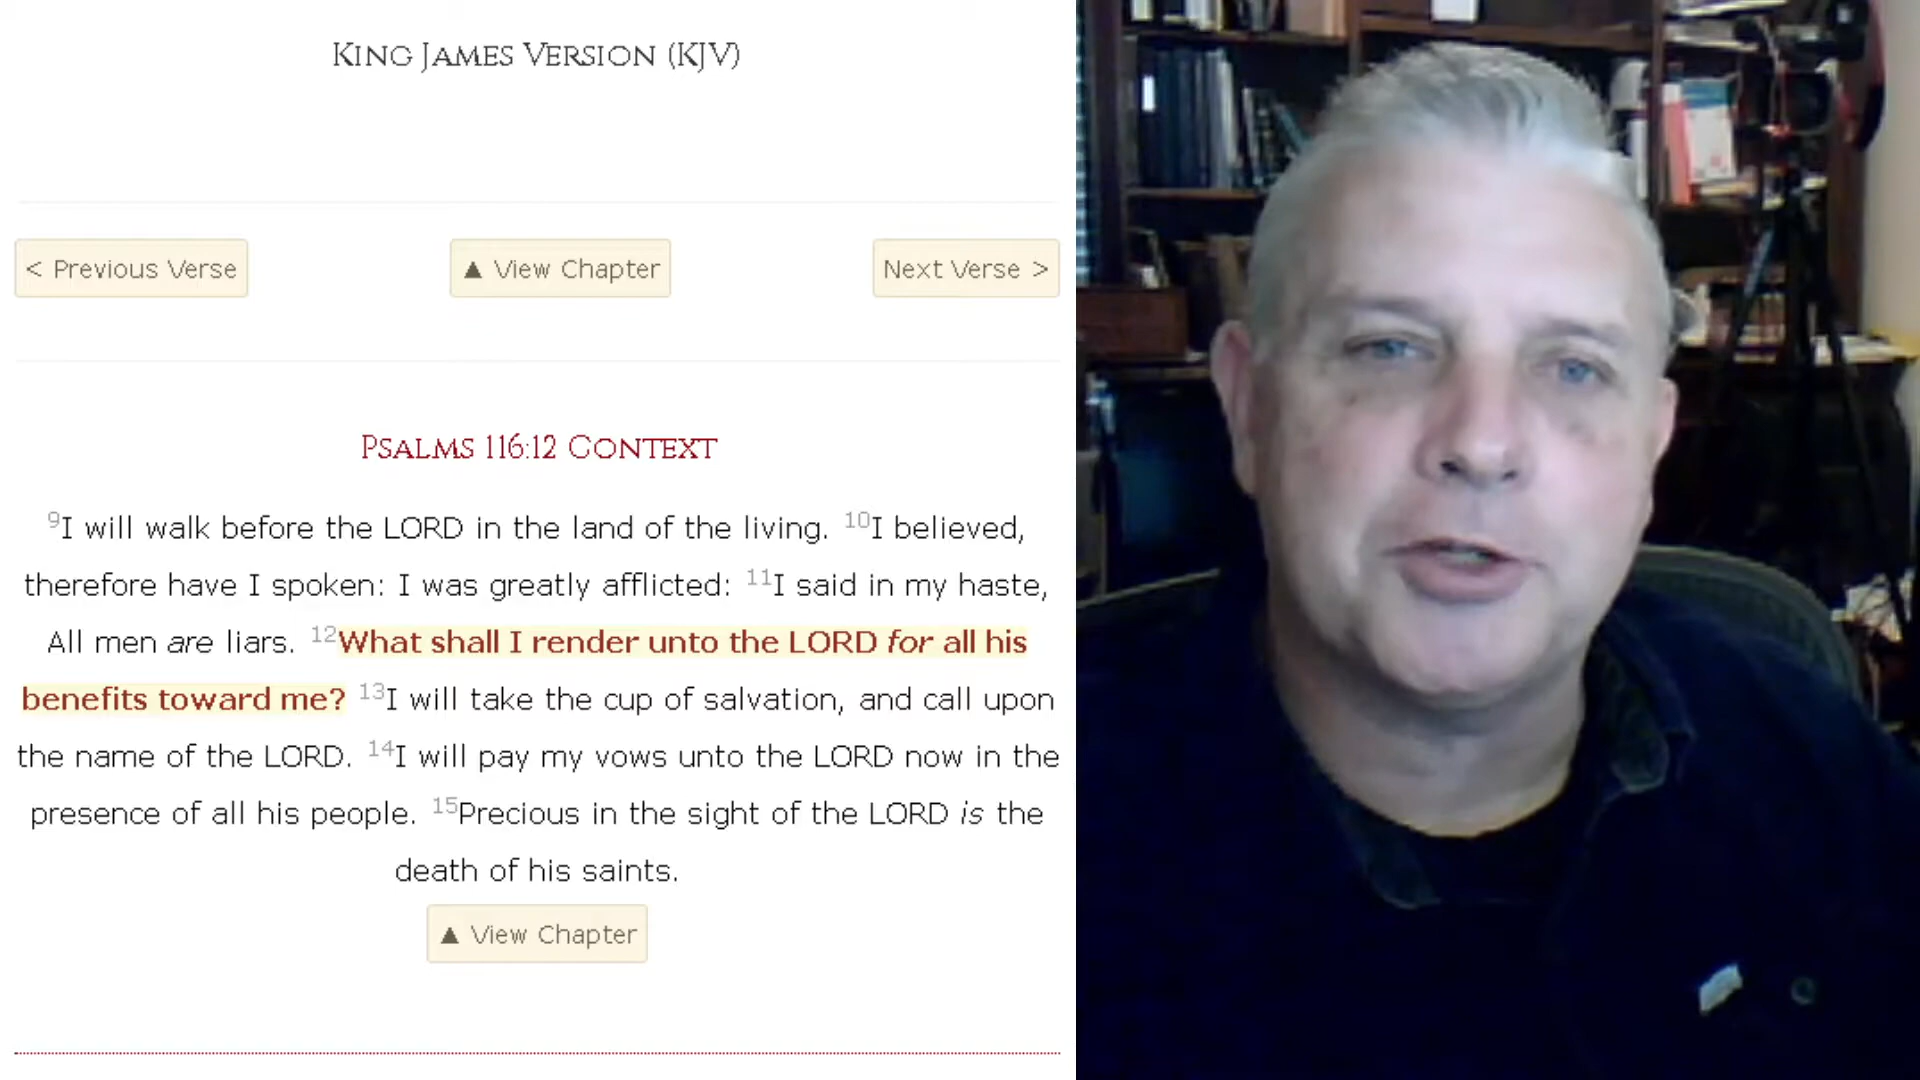 King James Version (KJV)
< Previous Verse
▲ View Chapter
Next Verse >
Psalms 116:12 Context
9I will walk before the LORD in the land of the living. 10I believed,
therefore have I spoken: I was greatly afflicted: 11I said in my haste,
All men are liars. 12What shall I render unto the LORD for all his
benefits toward me? 13I will take the cup of salvation, and call upon
the name of the LORD. 14I will pay my vows unto the LORD now in the
presence of all his people. 15Precious in the sight of the LORD is the
death of his saints.
▲ View Chapter